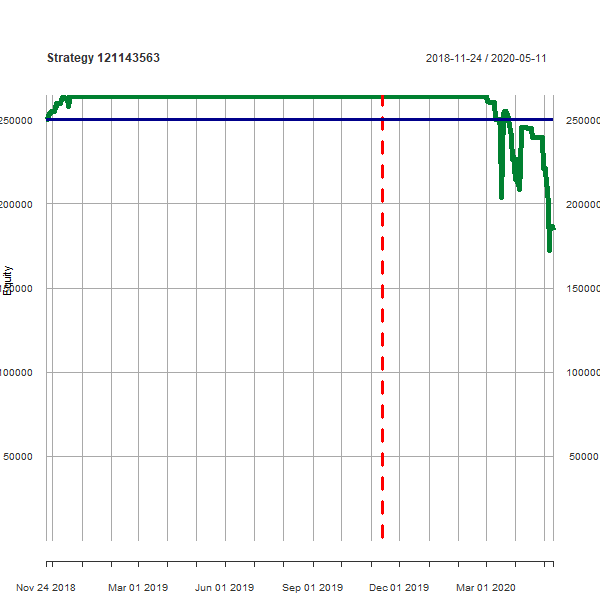 Strategy 121143563
2018-11-24 / 2020-05-11
250000 250000
200000 200000
Equity
150000 150000
100000 100000
50000 50000
Nov 24 2018 Mar 01 2019 Jun 01 2019 Sep 01 2019 Dec 01 2019 Mar 01 2020